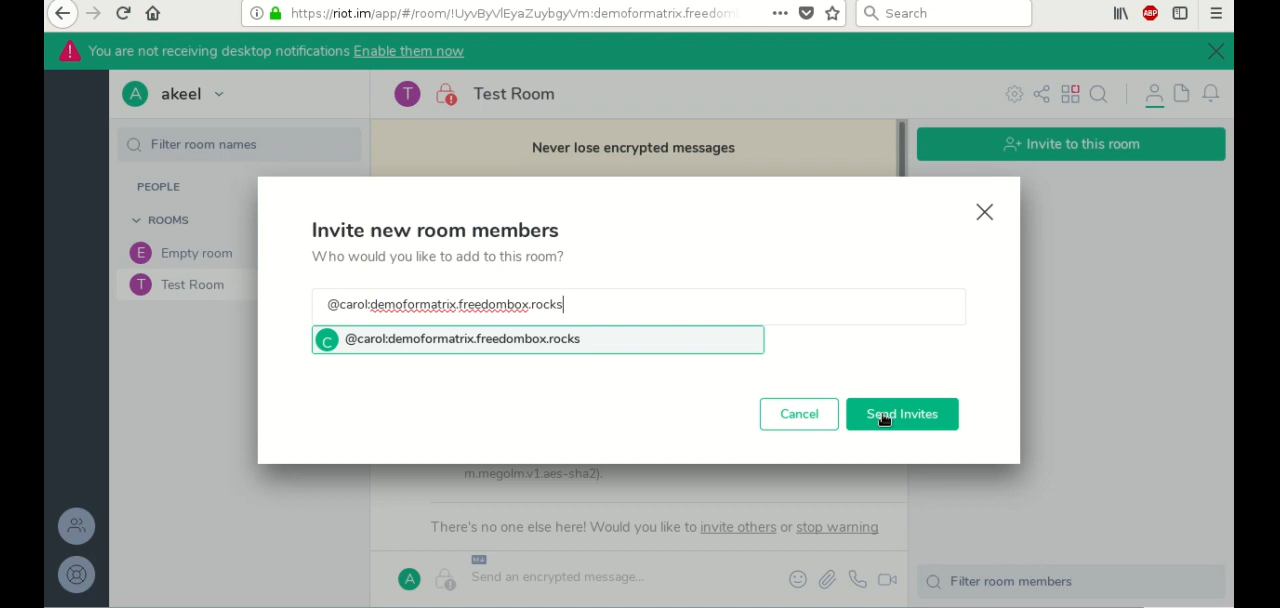 https://riot.im/app/#/room/!UyvByVlEyaZuybgyVm:demoformatrix.freedom
Search
ABP
You are not receiving desktop notifications Enable them now
A akeel
T Test Room
Filter room names
Never lose encrypted messages
Invite to this room
PEOPLE
ROOMS
E Empty room
T Test Room
Invite new room members
Who would you like to add to this room?
@carol:demoformatrix.freedombox.rocks
C @carol:demoformatrix.freedombox.rocks
Cancel
Send Invites
m.megolm.v1.aes-sha2).
There's no one else here! Would you like to invite others or stop warning
A Send an encrypted message...
Filter room members